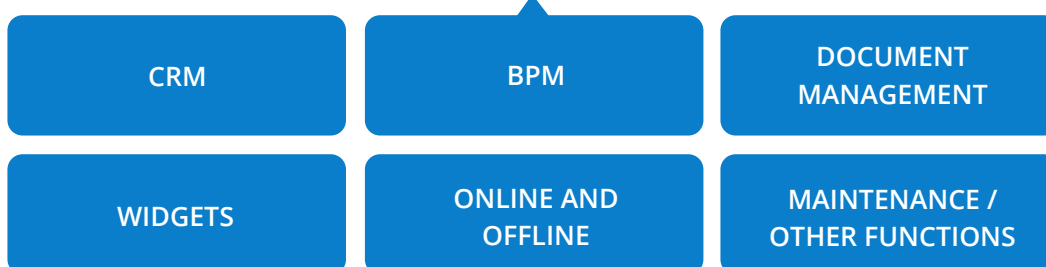 CRM
BPM
DOCUMENT
MANAGEMENT
WIDGETS
ONLINE AND
OFFLINE
MAINTENANCE /
OTHER FUNCTIONS